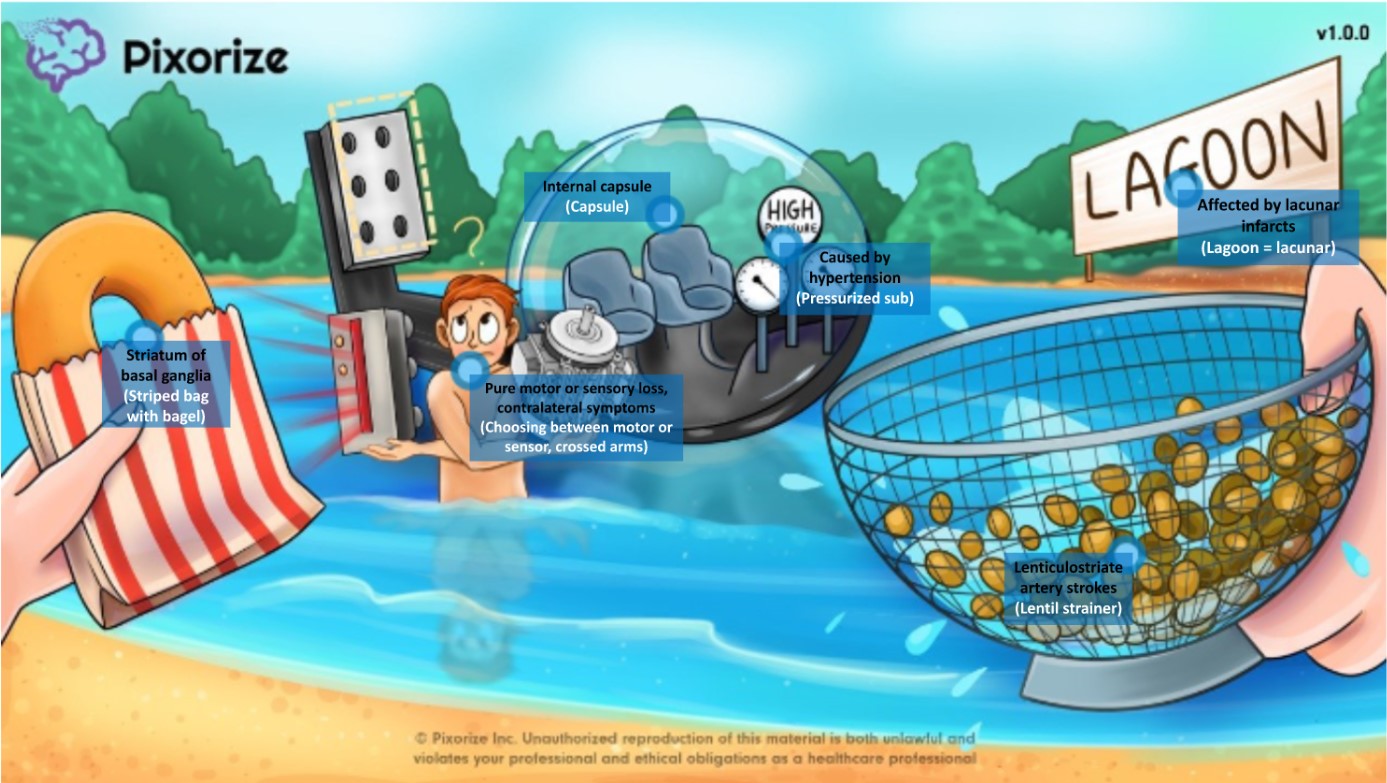 Pixorize
v1.0.0
LAGOON
Internal capsule
(Capsule)
HIGH
PRESSURE
Affected by lacunar
infarcts
(Lagoon = lacunar)
Caused by
hypertension
(Pressurized sub)
Striatum of
basal ganglia
(Striped bag
with bagel)
Pure motor or sensory loss,
contralateral symptoms
(Choosing between motor or
sensor, crossed arms)
Lenticulostriate
artery strokes
(Lentil strainer)
© Pixorize Inc. Unauthorized reproduction of this material is both unlawful and
violates your professional and ethical obligations as a healthcare professional